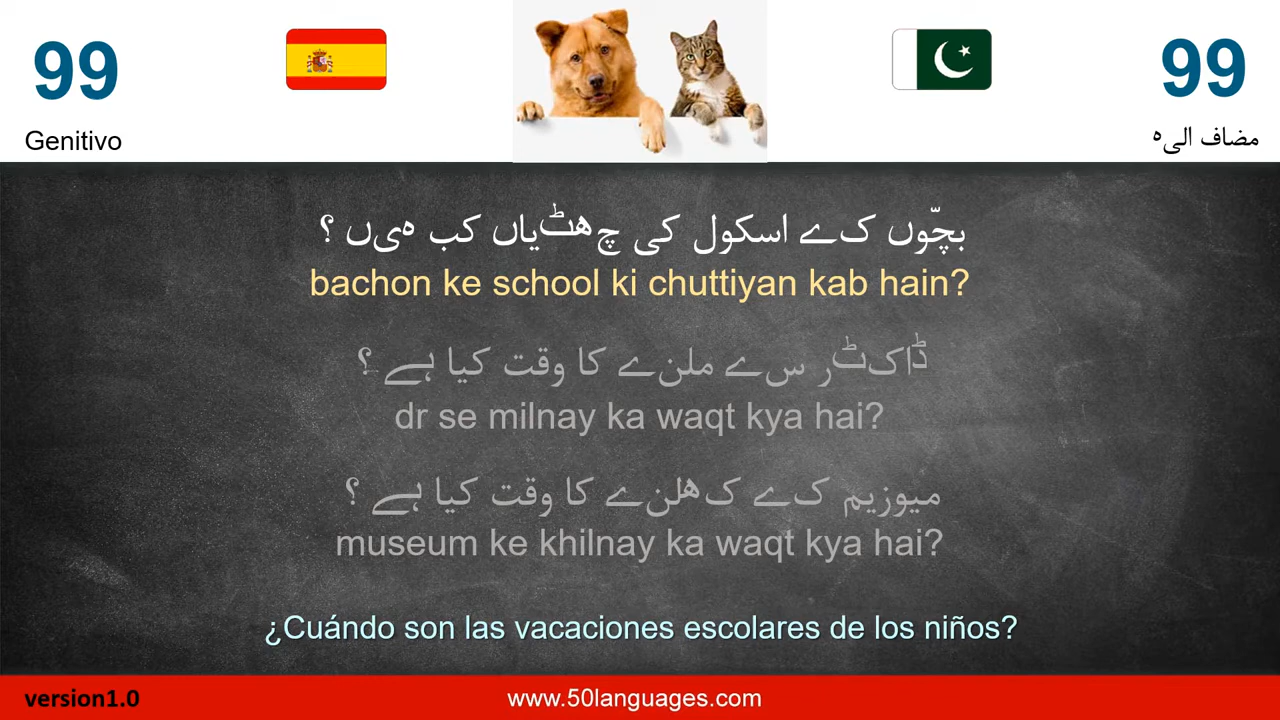 99
99
Genitivo
مضاف الیہ
بچّوں کے اسکول کی چھٹیاں کب ہیں ؟
bachon ke school ki chuttiyan kab hain?
ڈاکٹر سے ملنے کا وقت کیا ہے ؟
dr se milnay ka waqt kya hai?
میوزیم کے کھلنے کا وقت کیا ہے ؟
museum ke khilnay ka waqt kya hai?
¿Cuándo son las vacaciones escolares de los niños?
version1.0
www.50languages.com